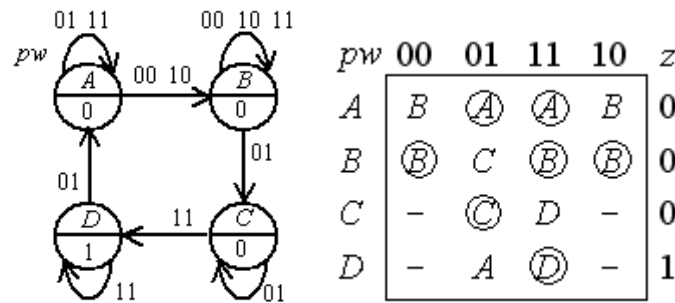 01 11
00 10 11
pw
A
0
00 10
B
0
01
01
D
1
11
C
0
11
01
pw 00 01 11 10 z
A B A A B 0
B B C B B 0
C – C D – 0
D – A D – 1